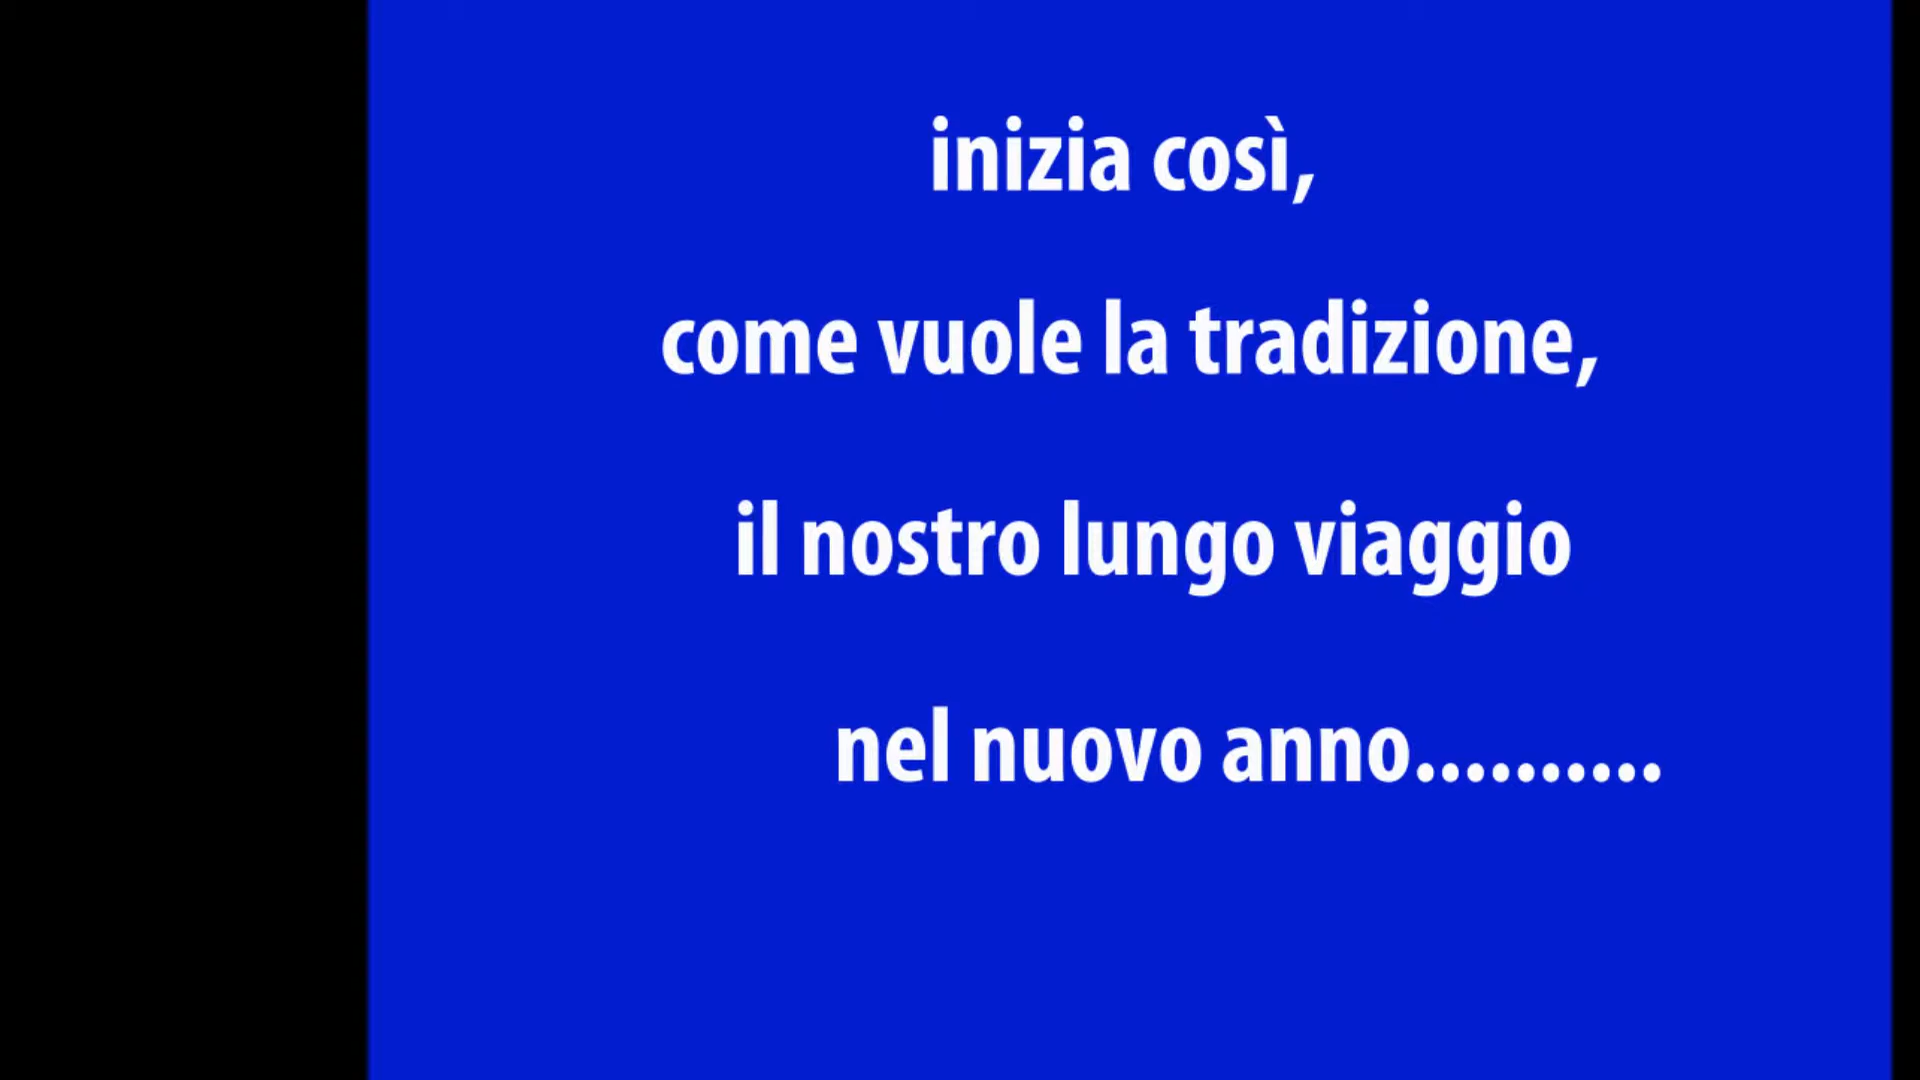 inizia così,
come vuole la tradizione,
il nostro lungo viaggio
nel nuovo anno..........